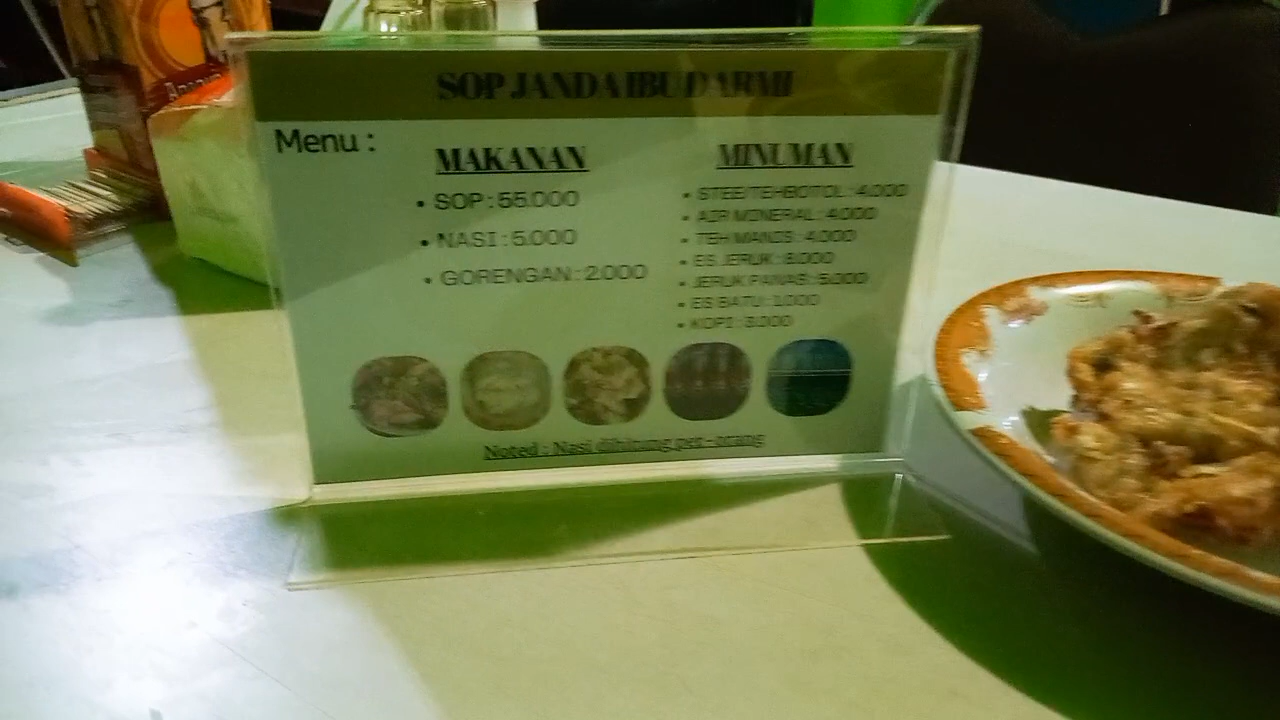 SOP JANDA IBU DARMI
Menu :
MAKANAN
• SOP : 55.000
• NASI : 5.000
• GORENGAN : 2.000
MINUMAN
• STEE/TEHBOTOL : 4.000
• AIR MINERAL : 4.000
• TEH MANIS : 4.000
• ES JERUK : 6.000
• JERUK PANAS : 5.000
• ES BATU : 1.000
• KOPI : 3.000
Noted : Nasi dihitung per-orang